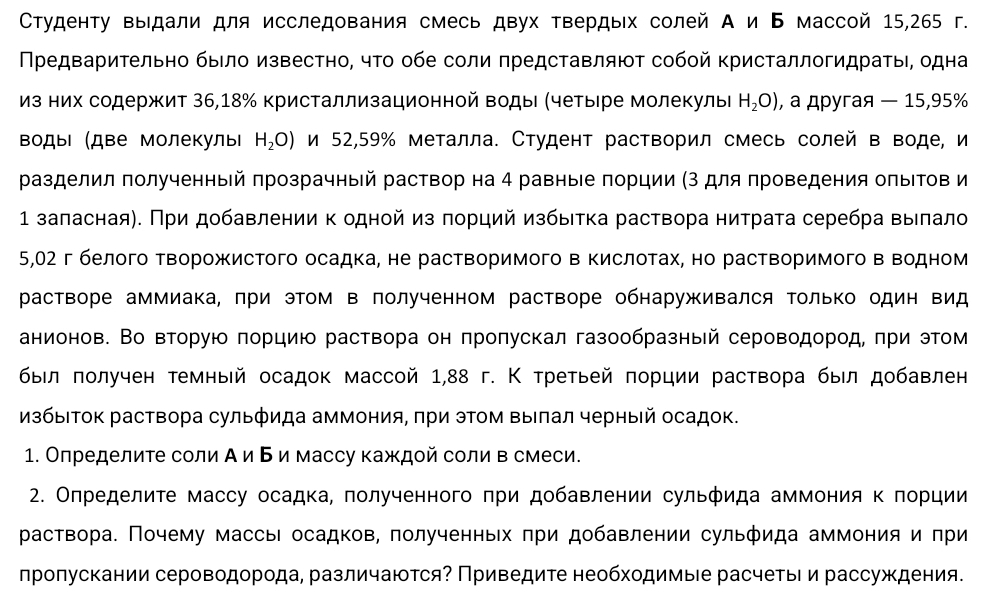 Студенту выдали для исследования смесь двух твердых солей А и Б массой 15,265 г.
Предварительно было известно, что обе соли представляют собой кристаллогидраты, одна
из них содержит 36,18% кристаллизационной воды (четыре молекулы H₂O), а другая — 15,95%
воды (две молекулы H₂O) и 52,59% металла. Студент растворил смесь солей в воде, и
разделил полученный прозрачный раствор на 4 равные порции (3 для проведения опытов и
1 запасная). При добавлении к одной из порций избытка раствора нитрата серебра выпало
5,02 г белого творожистого осадка, не растворимого в кислотах, но растворимого в водном
растворе аммиака, при этом в полученном растворе обнаруживался только один вид
анионов. Во вторую порцию раствора он пропускал газообразный сероводород, при этом
был получен темный осадок массой 1,88 г. К третьей порции раствора был добавлен
избыток раствора сульфида аммония, при этом выпал черный осадок.
1. Определите соли А и Б и массу каждой соли в смеси.
2. Определите массу осадка, полученного при добавлении сульфида аммония к порции
раствора. Почему массы осадков, полученных при добавлении сульфида аммония и при
пропускании сероводорода, различаются? Приведите необходимые расчеты и рассуждения.